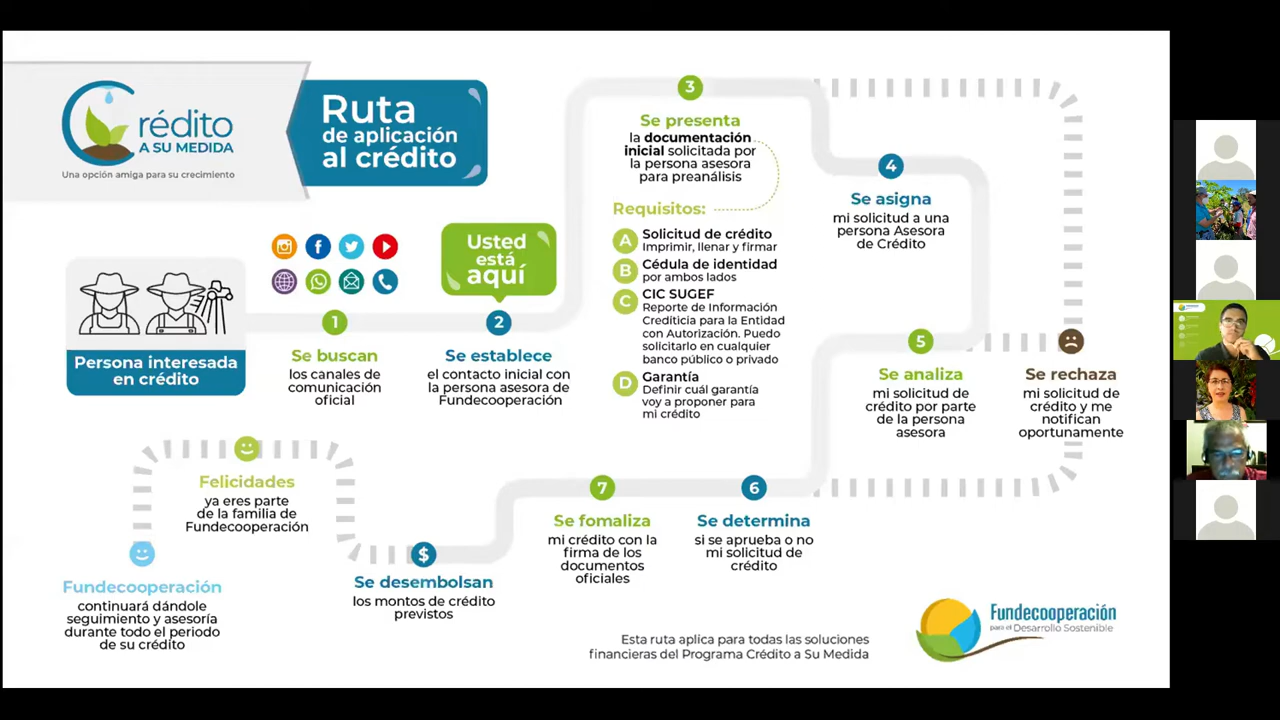 Crédito
A SU MEDIDA
Una opción amiga para su crecimiento
Ruta
de aplicación
al crédito
Persona interesada
en crédito
1
Se buscan
los canales de
comunicación
oficial
Usted
está
aquí
2
Se establece
el contacto inicial con
la persona asesora de
Fundecooperación
3
Se presenta
la documentación
inicial solicitada por
la persona asesora
para preanálisis
Requisitos:
A Solicitud de crédito
Imprimir, llenar y firmar
B Cédula de identidad
por ambos lados
C CIC SUGEF
Reporte de Información
Crediticia para la Entidad
con Autorización. Puedo
solicitarlo en cualquier
banco público o privado
D Garantía
Definir cuál garantía
voy a proponer para
mi crédito
4
Se asigna
mi solicitud a una
persona Asesora
de Crédito
5
Se analiza
mi solicitud de
crédito por parte
de la persona
asesora
Se rechaza
mi solicitud de
crédito y me
notifican
oportunamente
6
Se determina
si se aprueba o no
mi solicitud de
crédito
7
Se fomaliza
mi crédito con la
firma de los
documentos
oficiales
$
Se desembolsan
los montos de crédito
previstos
Felicidades
ya eres parte
de la familia de
Fundecooperación
Fundecooperación
continuará dándole
seguimiento y asesoría
durante todo el periodo
de su crédito
Esta ruta aplica para todas las soluciones
financieras del Programa Crédito a Su Medida
Fundecooperación
para el Desarrollo Sostenible